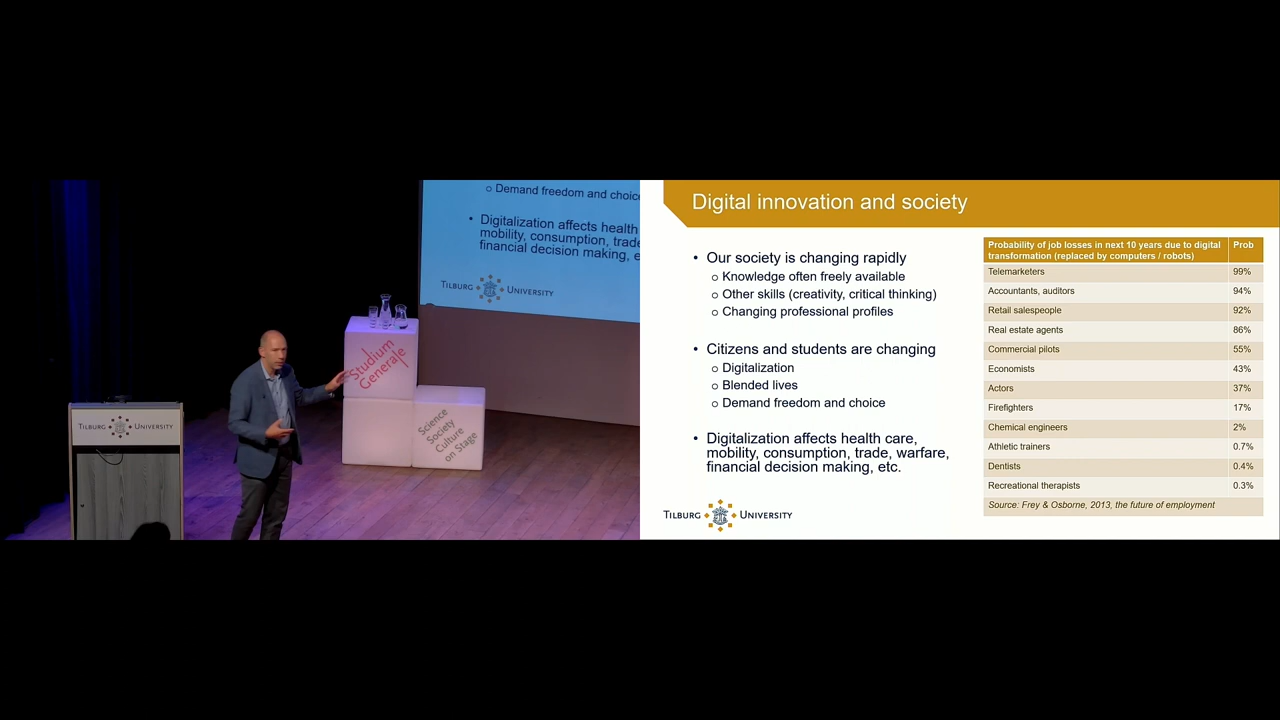 Demand freedom and choice
• Digitalization affects health
mobility, consumption, trade
financial decision making, e
TILBURG UNIVERSITY
Studium
Generale
Science
Society
Culture
on Stage
TILBURG UNIVERSITY
Digital innovation and society
• Our society is changing rapidly
o Knowledge often freely available
o Other skills (creativity, critical thinking)
o Changing professional profiles
• Citizens and students are changing
o Digitalization
o Blended lives
o Demand freedom and choice
• Digitalization affects health care,
mobility, consumption, trade, warfare,
financial decision making, etc.
TILBURG UNIVERSITY
Probability of job losses in next 10 years due to digital Prob
transformation (replaced by computers / robots)
Telemarketers 99%
Accountants, auditors 94%
Retail salespeople 92%
Real estate agents 86%
Commercial pilots 55%
Economists 43%
Actors 37%
Firefighters 17%
Chemical engineers 2%
Athletic trainers 0.7%
Dentists 0.4%
Recreational therapists 0.3%
Source: Frey & Osborne, 2013, the future of employment